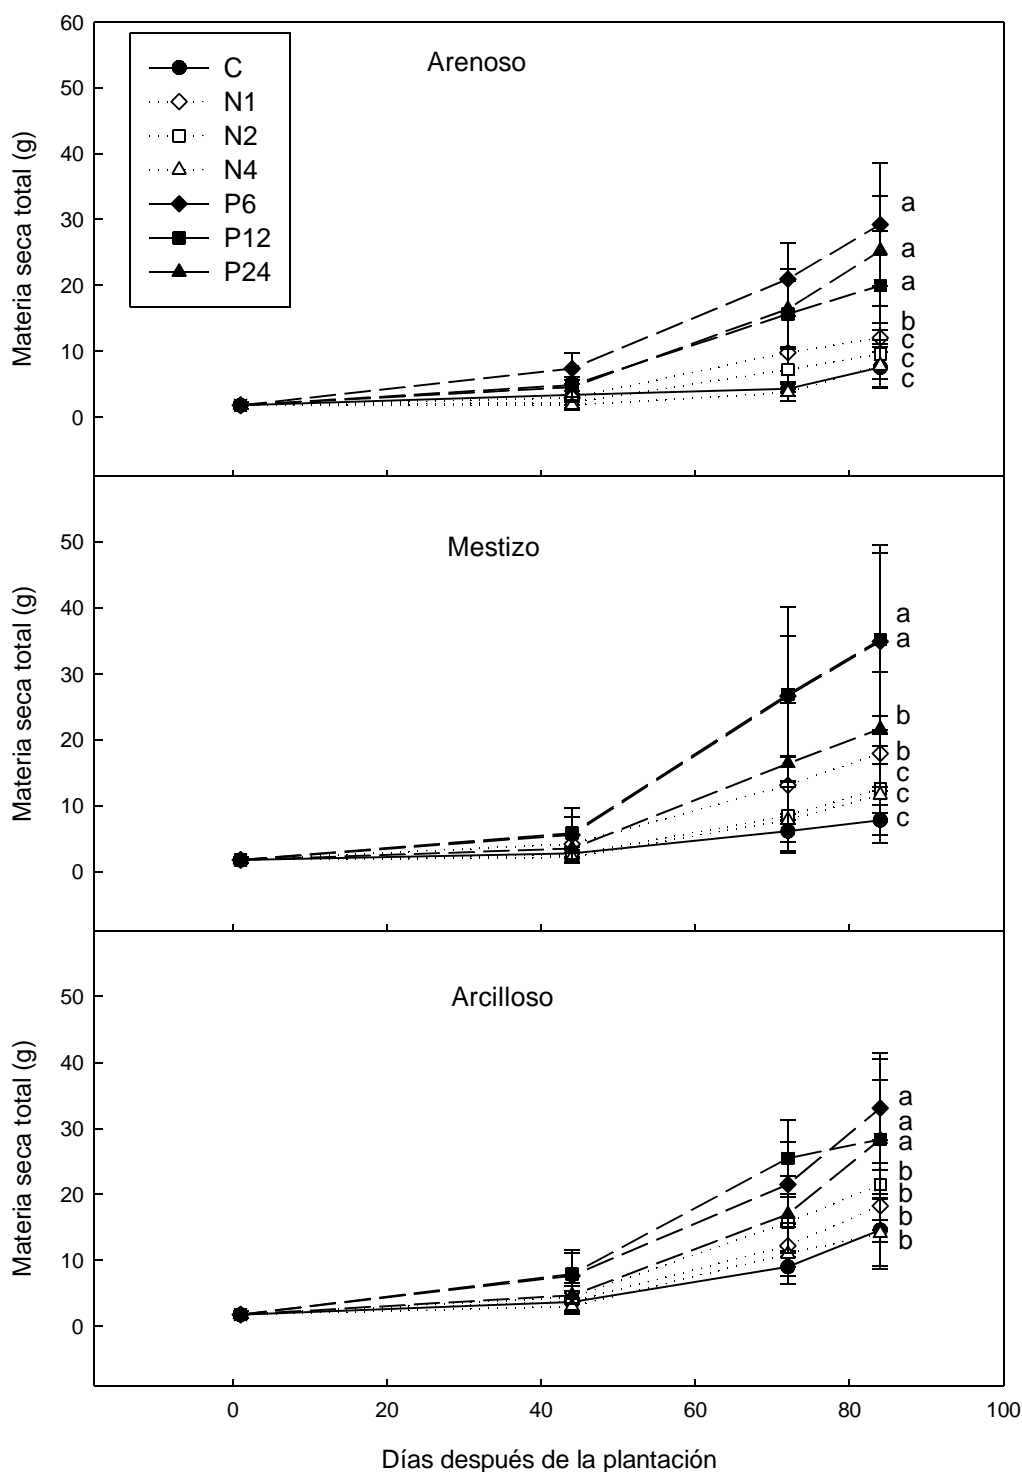 60
50
40
30
20
10
0
Materia seca total (g)
Arenoso
C
N1
N2
N4
P6
P12
P24
a
a
a
b
c
c
c
50
40
30
20
10
0
Materia seca total (g)
Mestizo
a
a
b
b
c
c
c
50
40
30
20
10
0
Materia seca total (g)
Arcilloso
a
a
a
b
b
b
b
0 20 40 60 80 100
Días después de la plantación